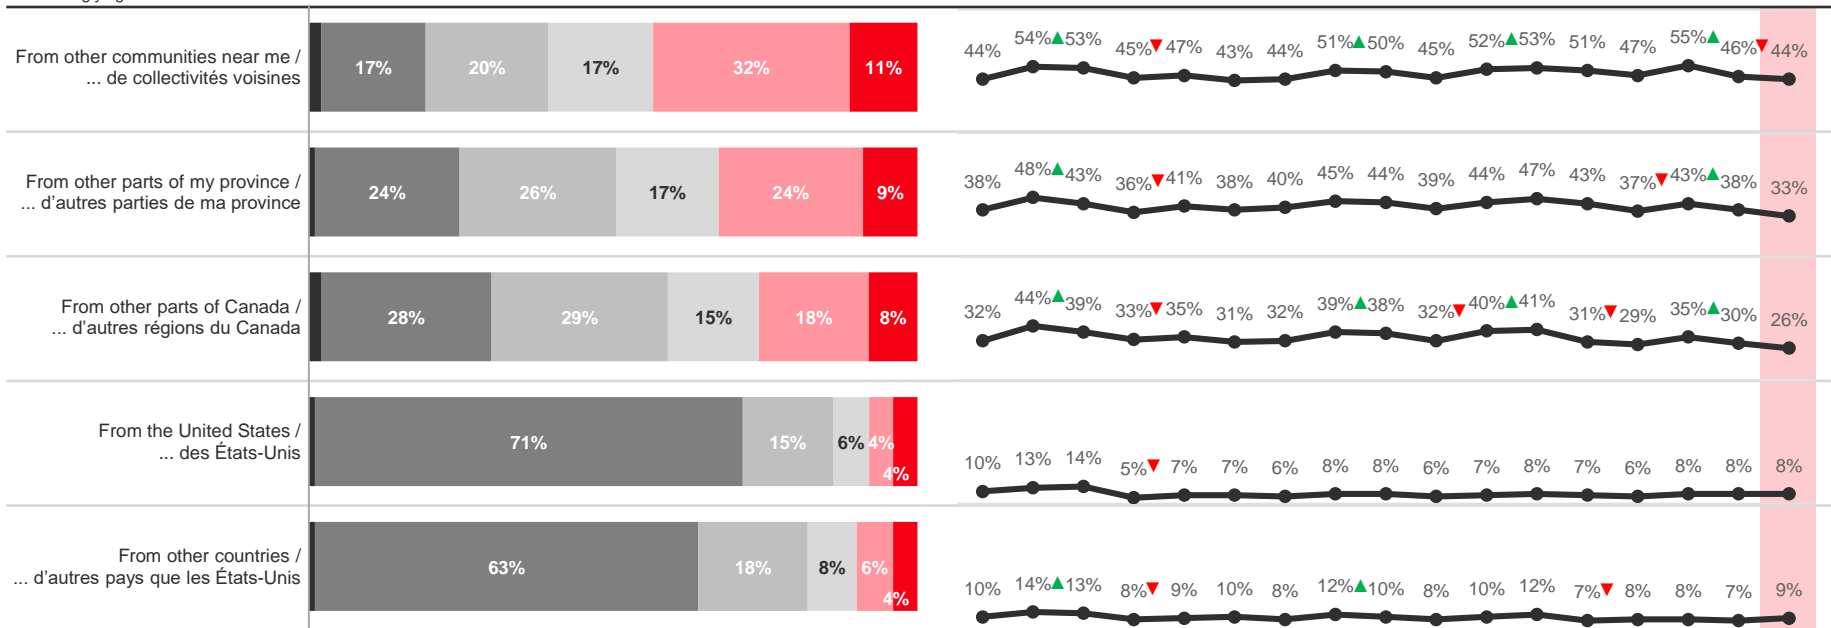 From other communities near me /
... de collectivités voisines
17% 20% 17% 32% 11%
44% 54%▲53% 45%▼47% 43% 44% 51%▲50% 45% 52%▲53% 51% 47% 55%▲46%▼44%
From other parts of my province /
... d'autres parties de ma province
24% 26% 17% 24% 9%
38% 48%▲43% 36%▼41% 38% 40% 45% 44% 39% 44% 47% 43% 37%▼43%▲38% 33%
From other parts of Canada /
... d'autres régions du Canada
28% 29% 15% 18% 8%
32% 44%▲39% 33%▼35% 31% 32% 39%▲38% 32%▼40%▲41% 31%▼29% 35%▲30% 26%
From the United States /
... des États-Unis
71% 15% 6% 4% 4%
10% 13% 14% 5%▼7% 7% 6% 8% 8% 6% 7% 8% 7% 6% 8% 8% 8%
From other countries /
... d'autres pays que les États-Unis
63% 18% 8% 6% 4%
10% 14%▲13% 8%▼9% 10% 8% 12%▲10% 8% 10% 12% 7%▼8% 8% 7% 9%